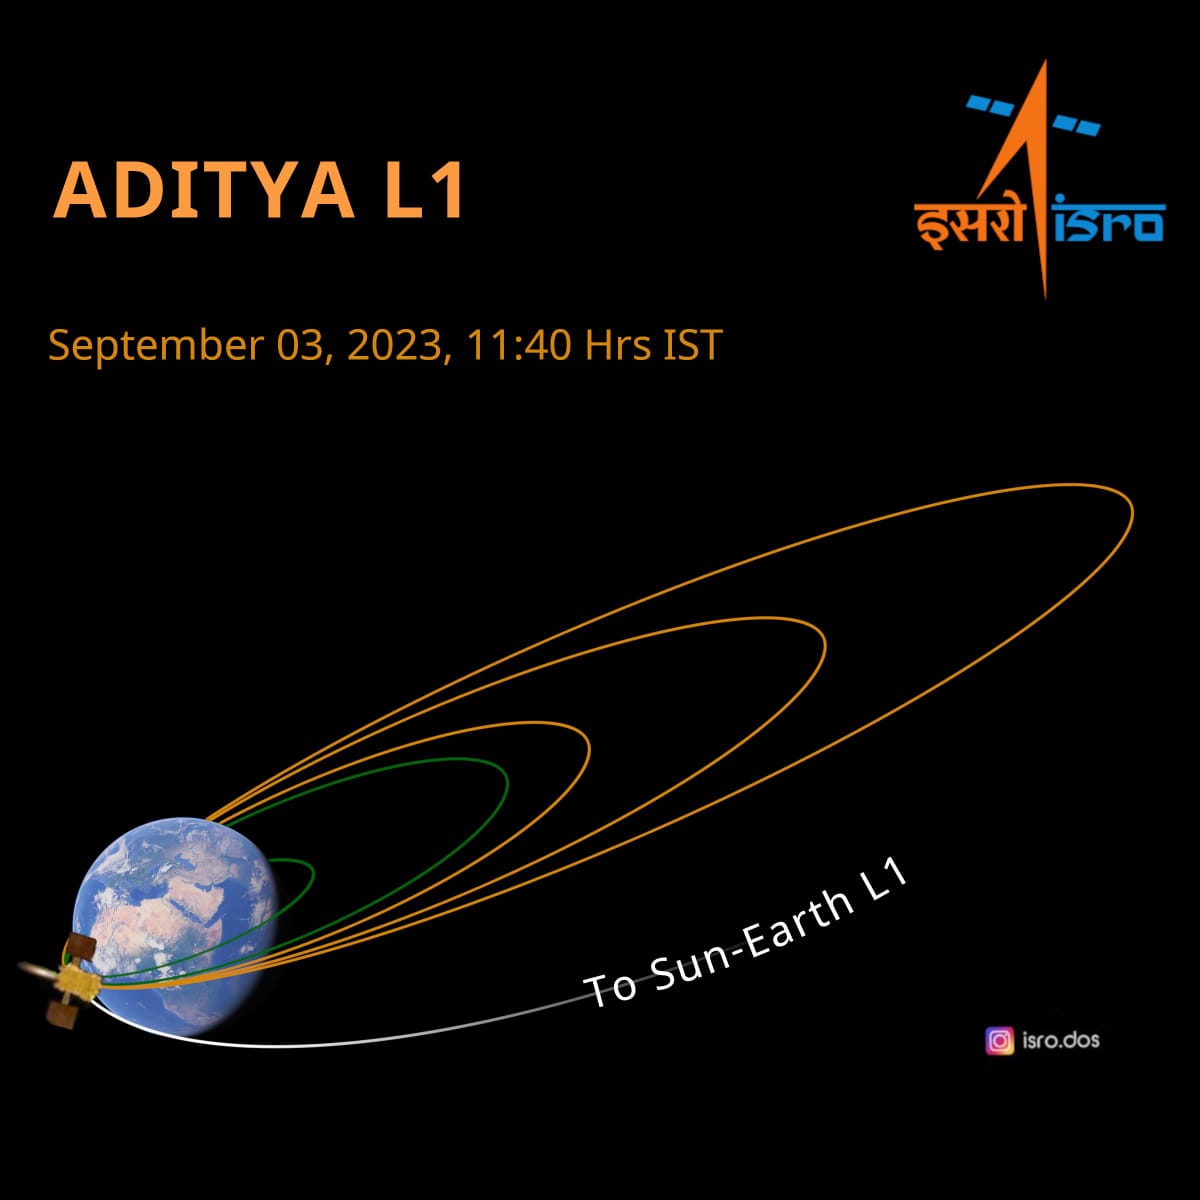 ADITYA L1
इसरो isro
September 03, 2023, 11:40 Hrs IST
To Sun-Earth L1
isro.dos